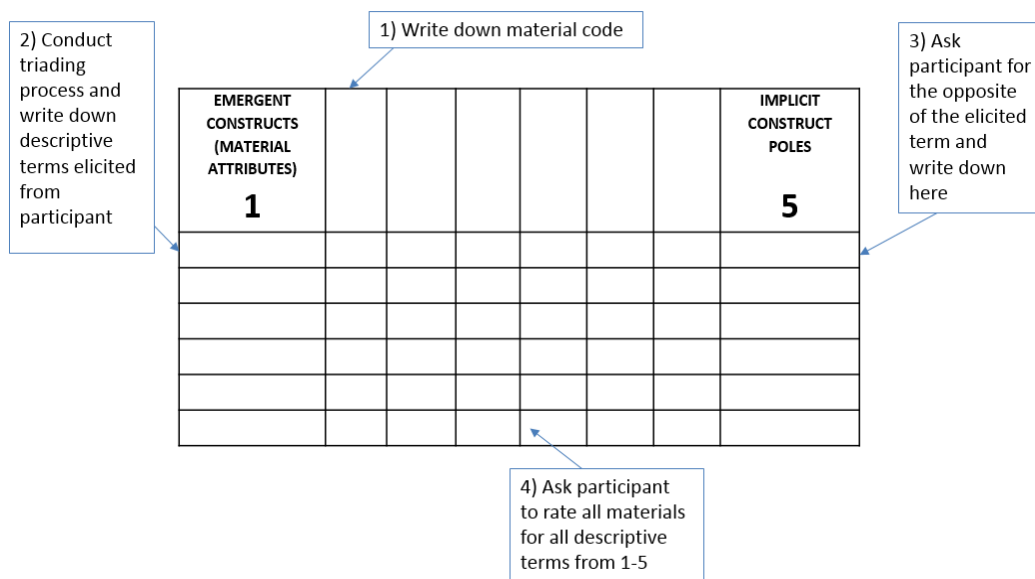 1) Write down material code
2) Conduct
triading
process and
write down
descriptive
terms elicited
from
participant
3) Ask
participant for
the opposite
of the elicited
term and
write down
here
EMERGENT
CONSTRUCTS
(MATERIAL
ATTRIBUTES)
1
IMPLICIT
CONSTRUCT
POLES
5
4) Ask participant
to rate all materials
for all descriptive
terms from 1-5